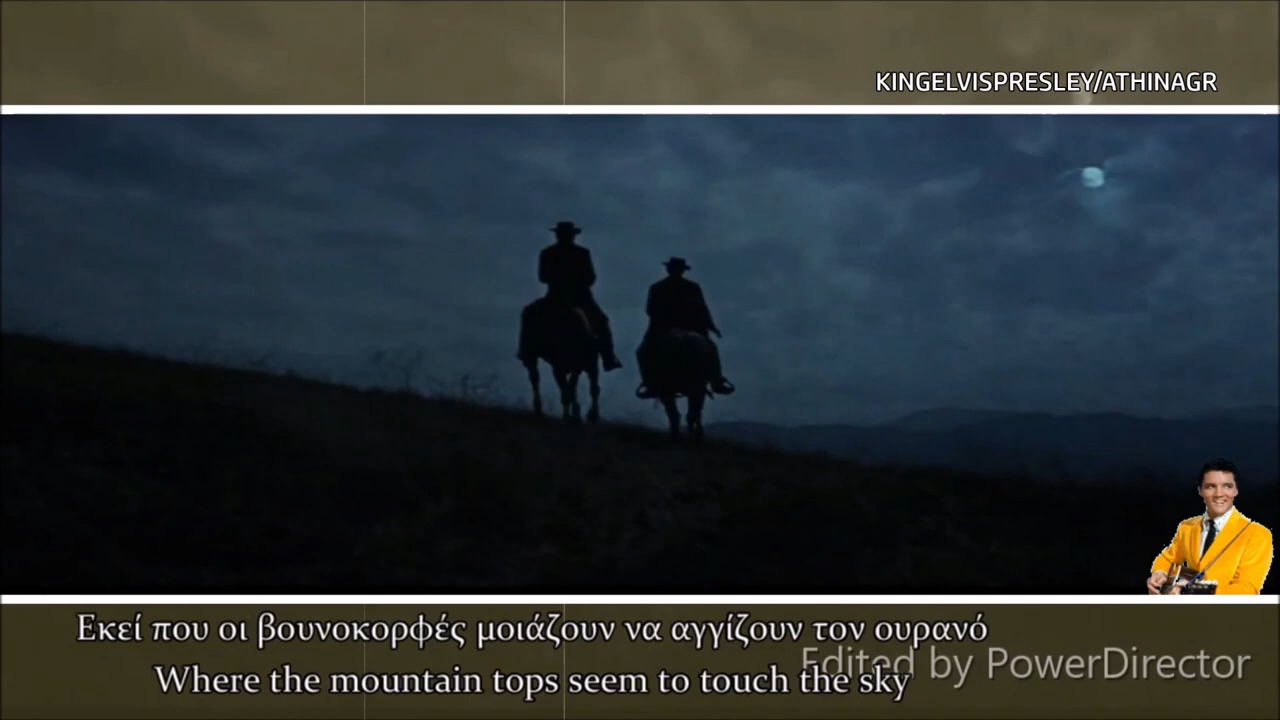 KINGELVISPRESLEY/ATHINAGR
Εκεί που οι βουνοκορφές μοιάζουν να αγγίζουν τον ουρανό
Where the mountain tops seem to touch the sky
Edited by PowerDirector